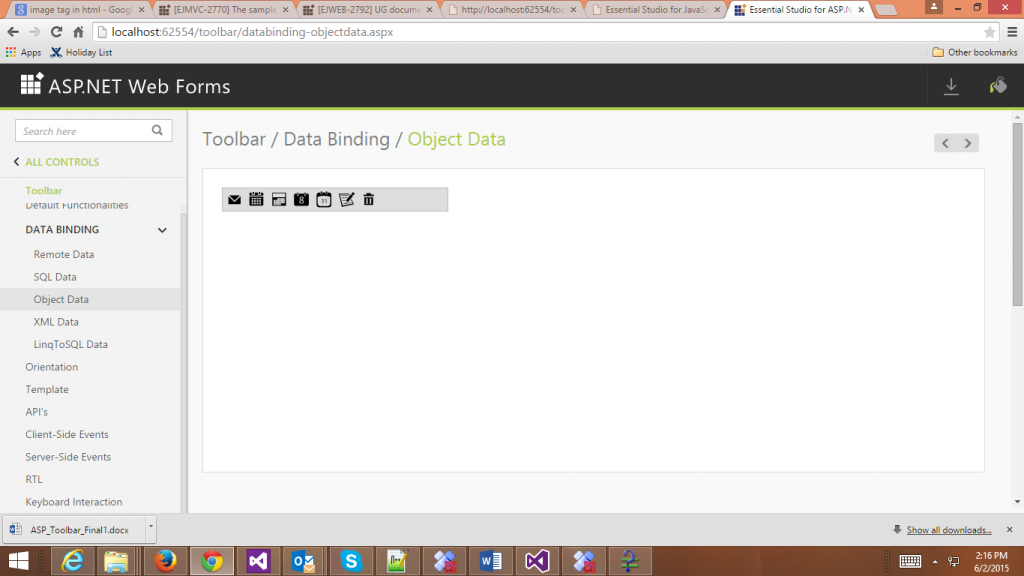 image tag in html - Goog
[EJMVC-2770] The sample
[EJWEB-2792] UG docume
http://localhost:62554/too
Essential Studio for JavaSc
Essential Studio for ASP.N
localhost:62554/toolbar/databinding-objectdata.aspx
Apps
Holiday List
Other bookmarks
ASP.NET Web Forms
Search here
ALL CONTROLS
Toolbar / Data Binding / Object Data
Toolbar
Default Functionalities
DATA BINDING
Remote Data
SQL Data
Object Data
XML Data
LinqToSQL Data
Orientation
Template
API's
Client-Side Events
Server-Side Events
RTL
Keyboard Interaction
8
31
ASP_Toolbar_Final1.docx
Show all downloads...
2:16 PM
6/2/2015